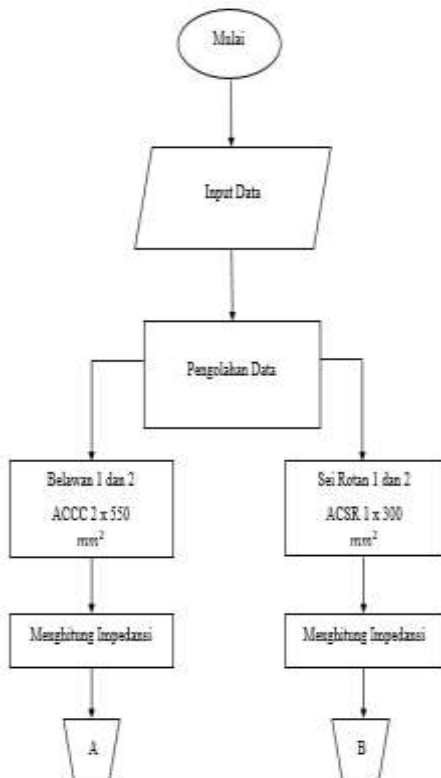 Mulai
Input Data
Pengolahan Data
Belawan 1 dan 2
ACCC 2 x 550
mm²
Sei Rotan 1 dan 2
ACSR 1 x 300
mm²
Menghitung Impedansi
Menghitung Impedansi
A
B